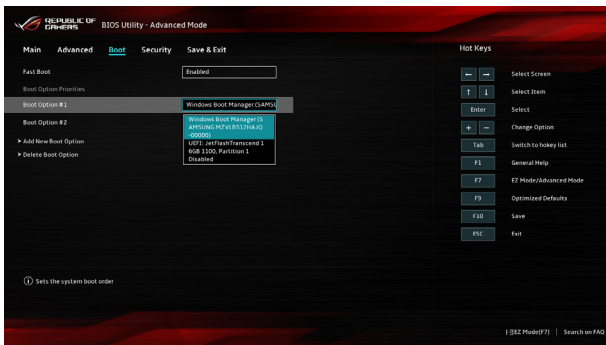 REPUBLIC OF
GAMERS
BIOS Utility - Advanced Mode
Main Advanced Boot Security Save & Exit
Hot Keys
Fast Boot Enabled
Boot Option Priorities
Boot Option #1 Windows Boot Manager (SAMSU
Boot Option #2
Windows Boot Manager (S
AMSUNG MZVLB512HAJQ
-00000)
UEFI: JetFlashTranscend 1
6GB 1100, Partition 1
Disabled
> Add New Boot Option
> Delete Boot Option
← → Select Screen
↑ ↓ Select Item
Enter Select
+ − Change Option
Tab Switch to hokey list
F1 General Help
F7 EZ Mode/Advanced Mode
F9 Optimized Defaults
F10 Save
ESC Exit
Sets the system boot order
EZ Mode(F7) | Search on FAQ